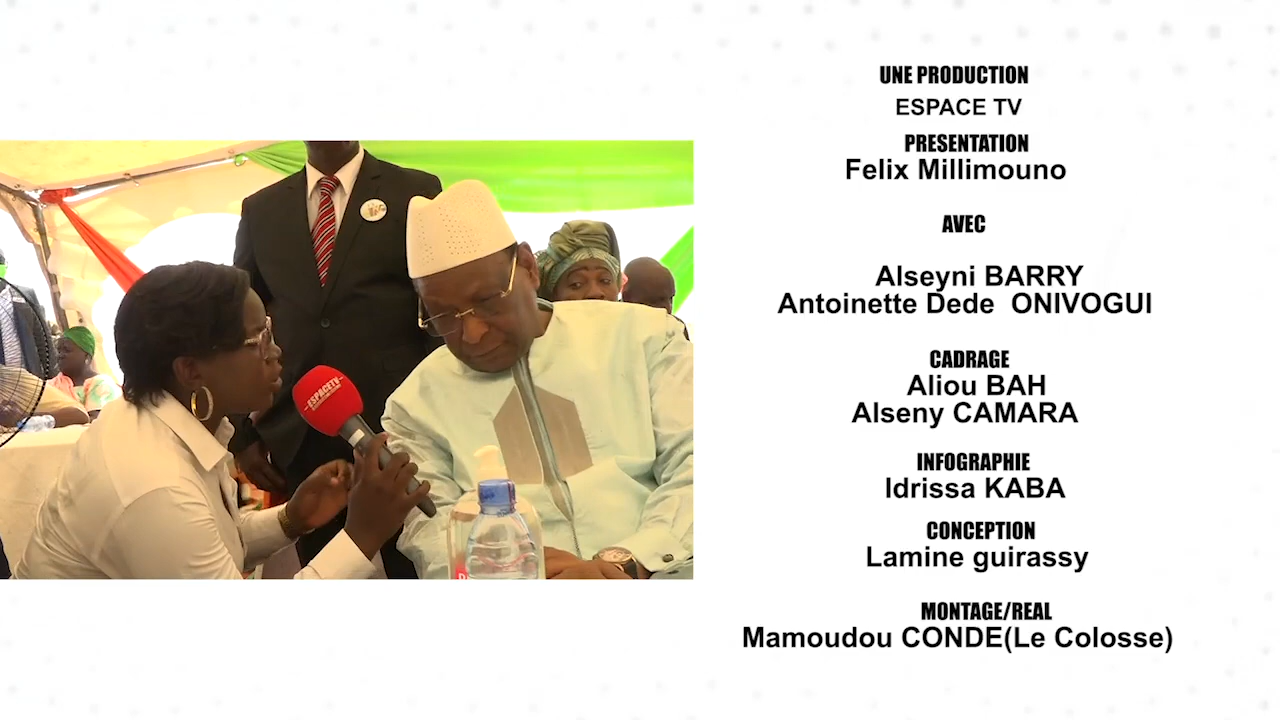 UNE PRODUCTION
ESPACE TV
PRESENTATION
Felix Millimouno
AVEC
Alseyni BARRY
Antoinette Dede ONIVOGUI
CADRAGE
Aliou BAH
Alseny CAMARA
INFOGRAPHIE
Idrissa KABA
CONCEPTION
Lamine guirassy
MONTAGE/REAL
Mamoudou CONDE(Le Colosse)
ESPACETV